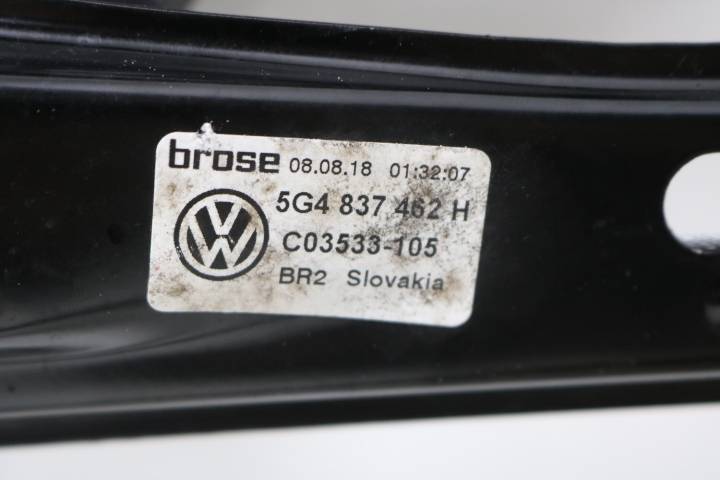 brose 08.08.18 01:32:07
5G4 837 462 H
C03533-105
BR2 Slovakia